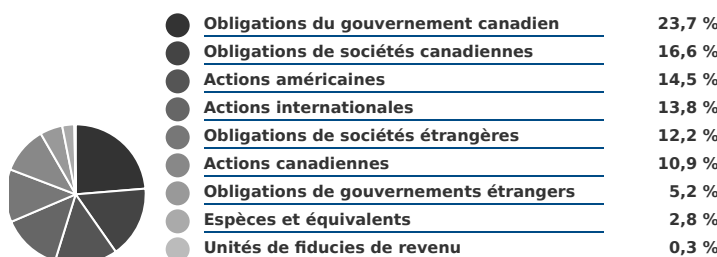 Obligations du gouvernement canadien 23,7 %
Obligations de sociétés canadiennes 16,6 %
Actions américaines 14,5 %
Actions internationales 13,8 %
Obligations de sociétés étrangères 12,2 %
Actions canadiennes 10,9 %
Obligations de gouvernements étrangers 5,2 %
Espèces et équivalents 2,8 %
Unités de fiducies de revenu 0,3 %